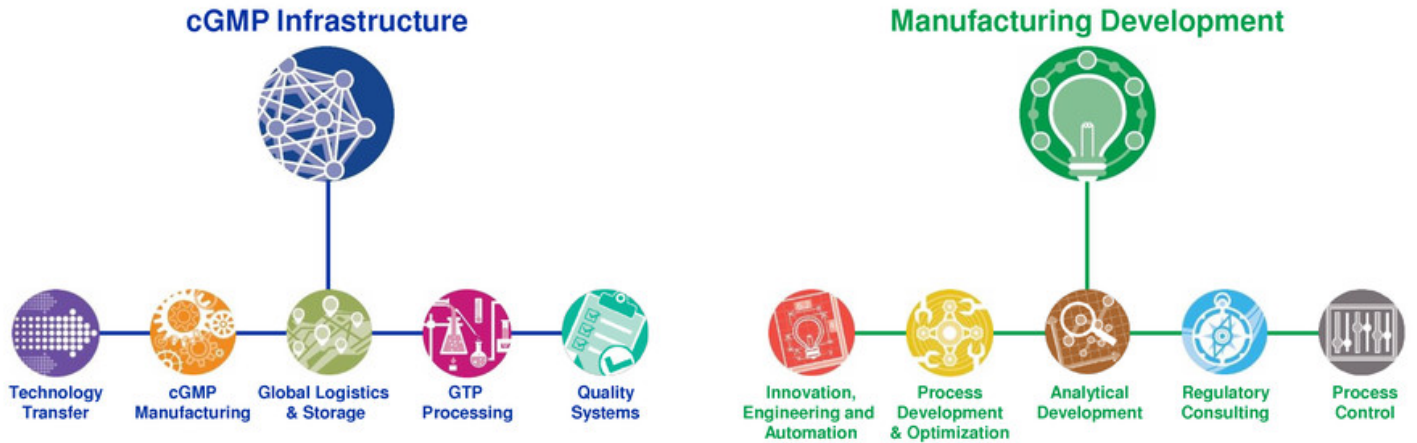 cGMP Infrastructure
Technology
Transfer
cGMP
Manufacturing
Global Logistics
& Storage
GTP
Processing
Quality
Systems
Manufacturing Development
Innovation,
Engineering and
Automation
Process
Development
& Optimization
Analytical
Development
Regulatory
Consulting
Process
Control